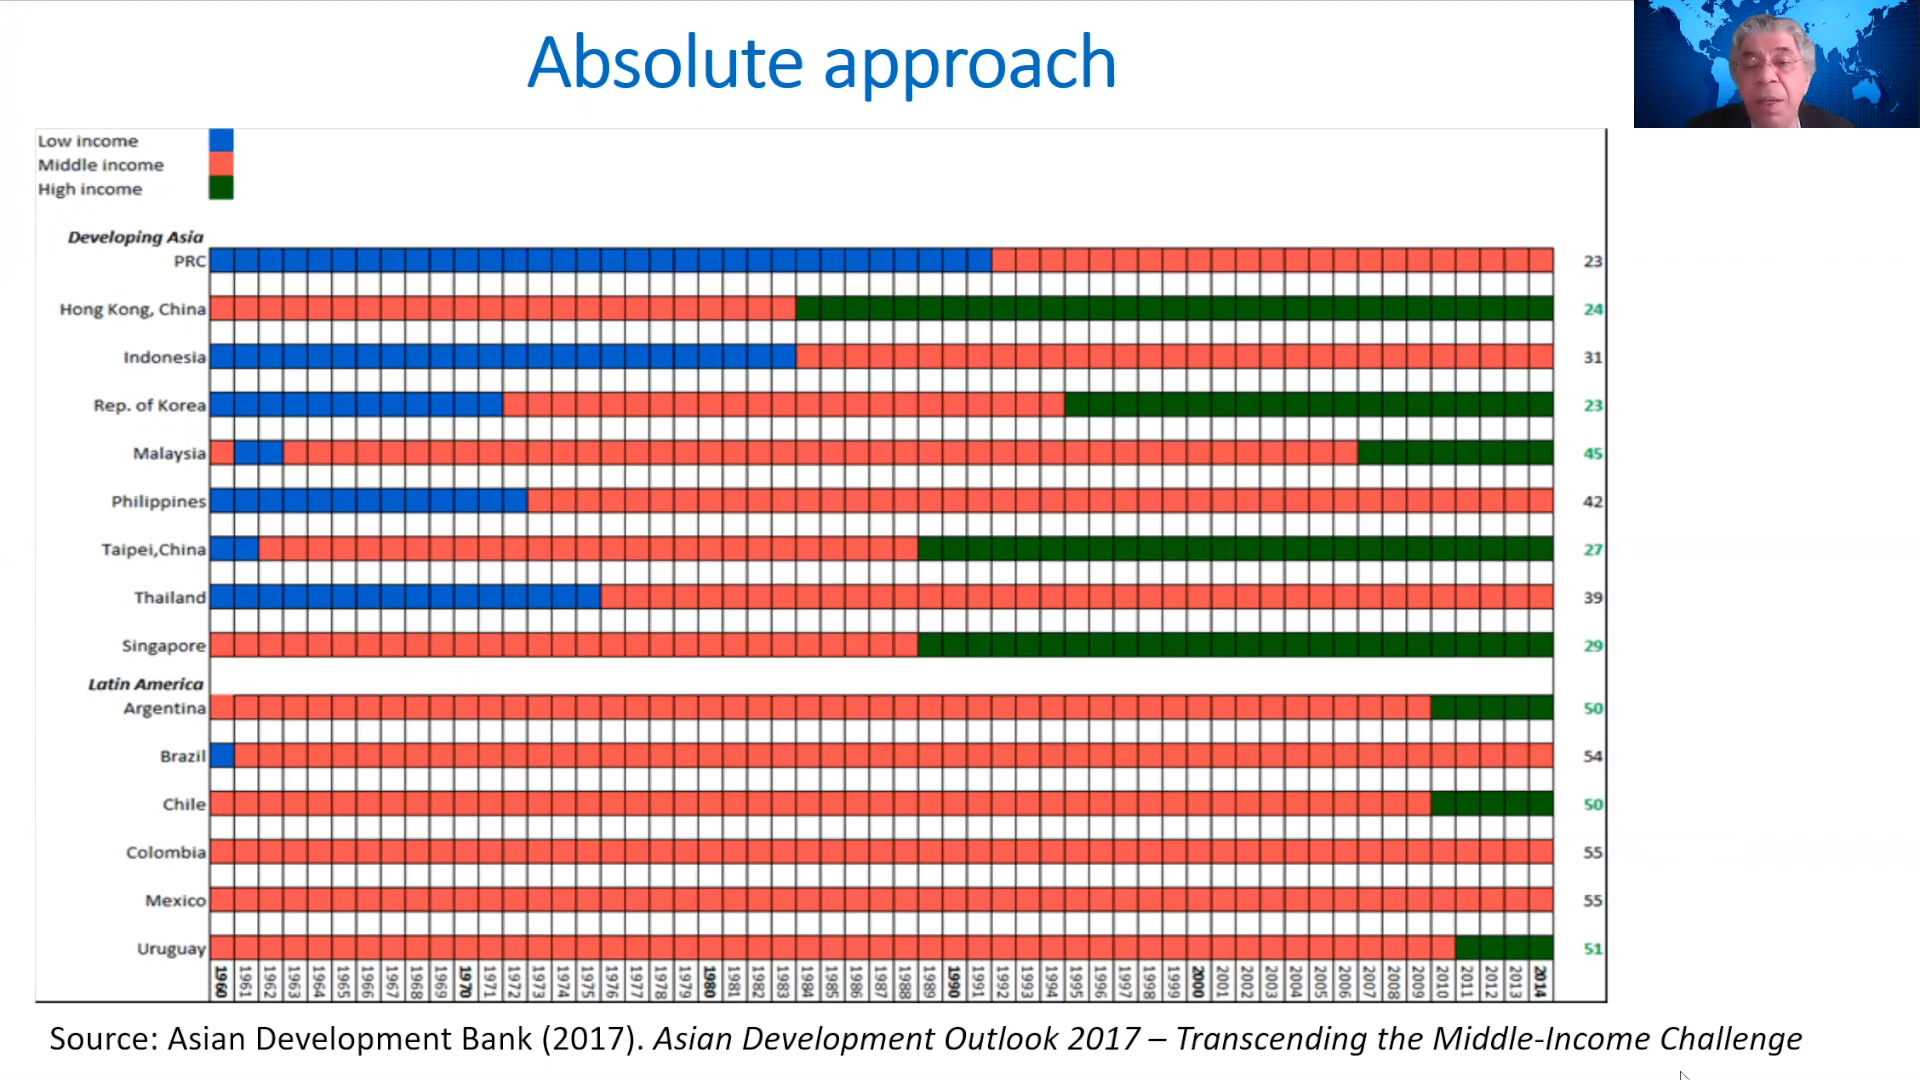 Absolute approach
Low income
Middle income
High income
Developing Asia
PRC 23
Hong Kong, China 24
Indonesia 31
Rep. of Korea 23
Malaysia 45
Philippines 42
Taipei,China 27
Thailand 39
Singapore 29
Latin America
Argentina 50
Brazil 54
Chile 50
Colombia 55
Mexico 55
Uruguay 51
1960 1961 1962 1963 1964 1965 1966 1967 1968 1969 1970 1971 1972 1973 1974 1975 1976 1977 1978 1979 1980 1981 1982 1983 1984 1985 1986 1987 1988 1989 1990 1991 1992 1993 1994 1995 1996 1997 1998 1999 2000 2001 2002 2003 2004 2005 2006 2007 2008 2009 2010 2011 2012 2013 2014
Source: Asian Development Bank (2017). Asian Development Outlook 2017 – Transcending the Middle-Income Challenge